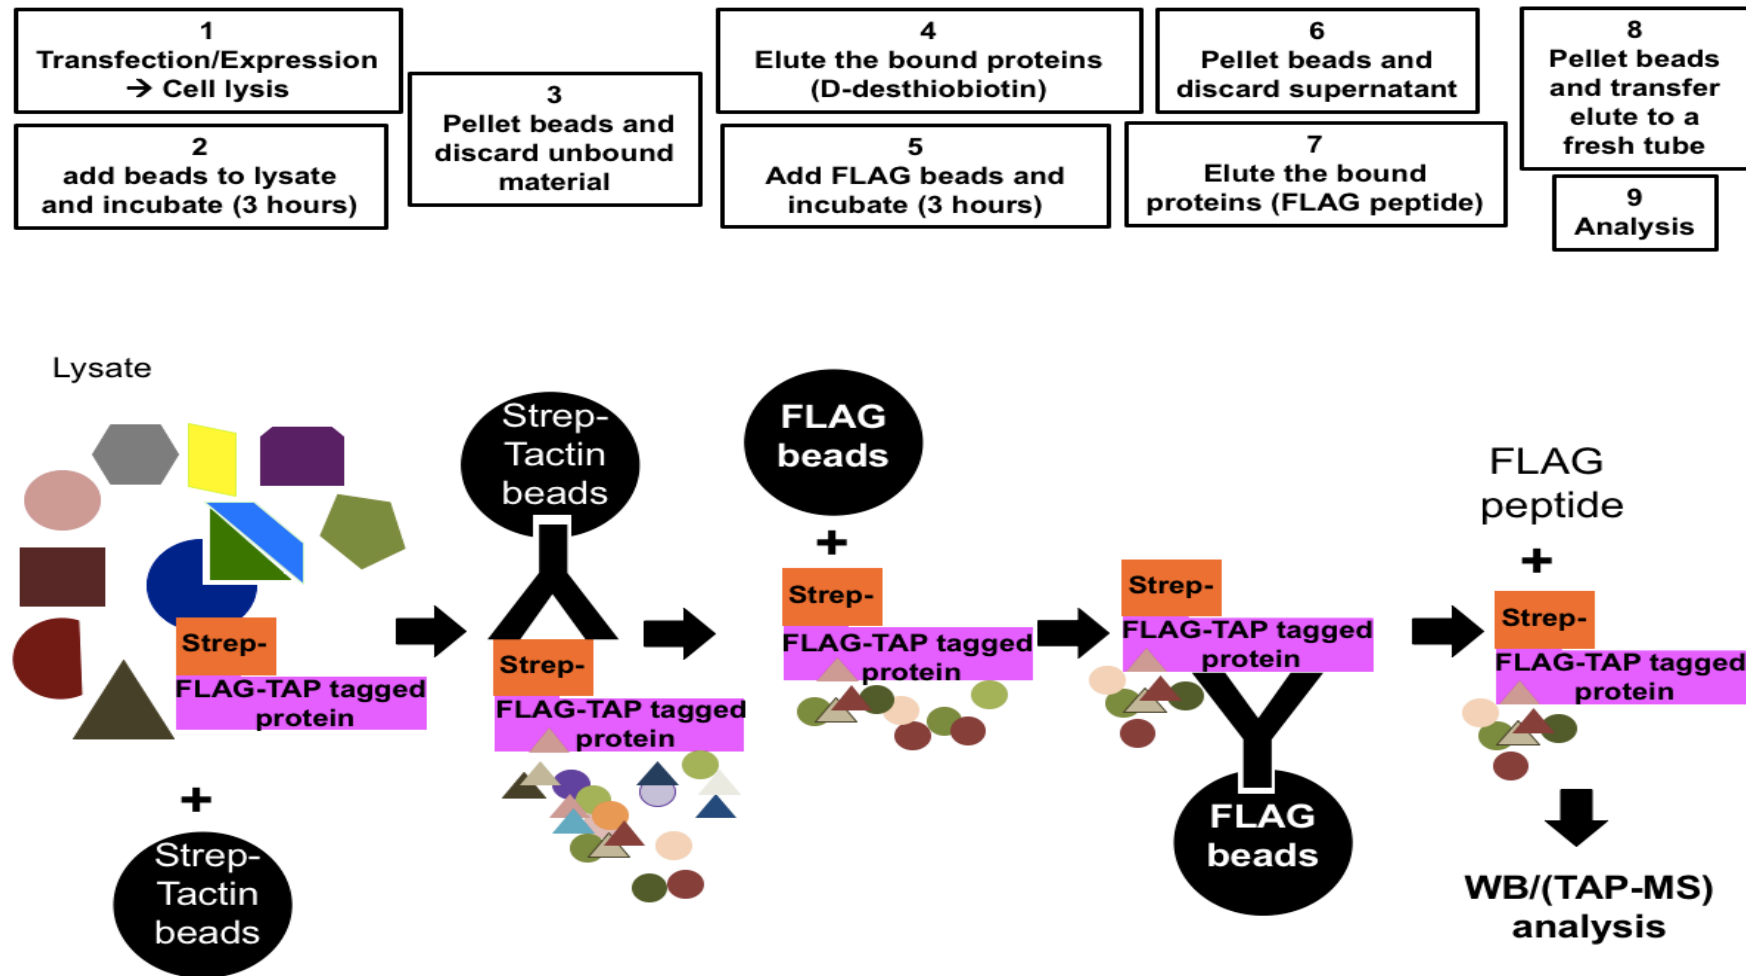 1
Transfection/Expression
→ Cell lysis
2
add beads to lysate
and incubate (3 hours)
3
Pellet beads and
discard unbound
material
4
Elute the bound proteins
(D-desthiobiotin)
5
Add FLAG beads and
incubate (3 hours)
6
Pellet beads and
discard supernatant
7
Elute the bound
proteins (FLAG peptide)
8
Pellet beads
and transfer
elute to a
fresh tube
9
Analysis
Lysate
Strep-
FLAG-TAP tagged
protein
+
Strep-
Tactin
beads
Strep-
Tactin
beads
Strep-
FLAG-TAP tagged
protein
FLAG
beads
+
Strep-
FLAG-TAP tagged
protein
Strep-
FLAG-TAP tagged
protein
FLAG
beads
FLAG
peptide
+
Strep-
FLAG-TAP tagged
protein
WB/(TAP-MS)
analysis